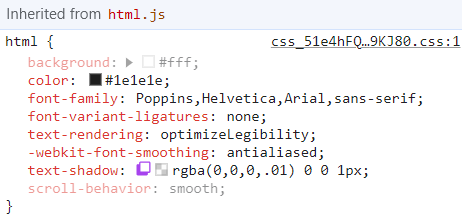 Inherited from html.js
html { css_51e4hFQ…9KJ80.css:1
background: #fff;
color: #1e1e1e;
font-family: Poppins,Helvetica,Arial,sans-serif;
font-variant-ligatures: none;
text-rendering: optimizeLegibility;
-webkit-font-smoothing: antialiased;
text-shadow: rgba(0,0,0,.01) 0 0 1px;
scroll-behavior: smooth;
}